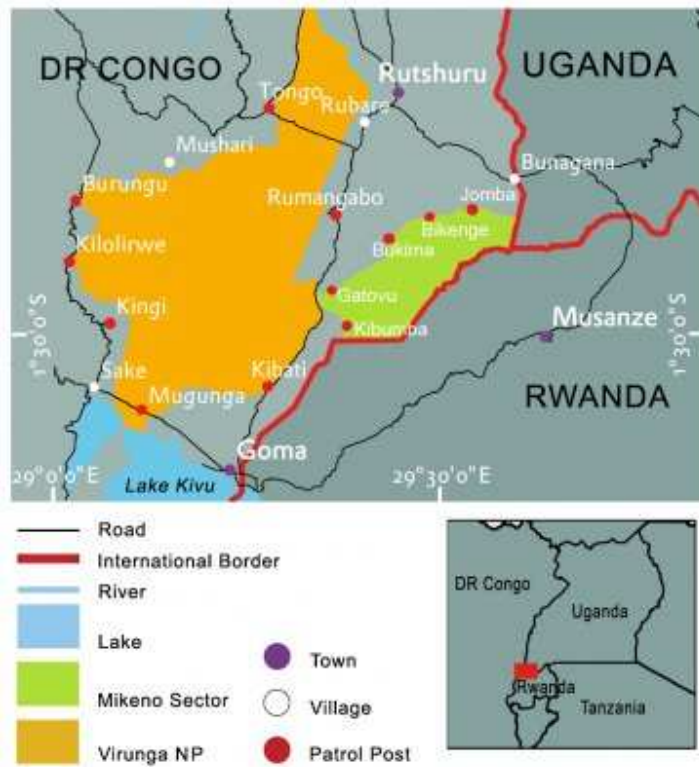 DR CONGO
UGANDA
Rutshuru
Tongo
Rubare
Mushari
Bunagana
Burungu
Rumangabo
Jomba
Bikenge
Bukima
Kilolirwe
Gatovu
Kingi
Kibumpa
Musanze
1°30'0"S
1°30'0"S
Sake
Kibati
RWANDA
Mugunga
Goma
29°0'0"E
Lake Kivu
29°30'0"E
Road
International Border
River
Lake
Mikeno Sector
Virunga NP
Town
Village
Patrol Post
DR Congo
Uganda
Rwanda
Tanzania